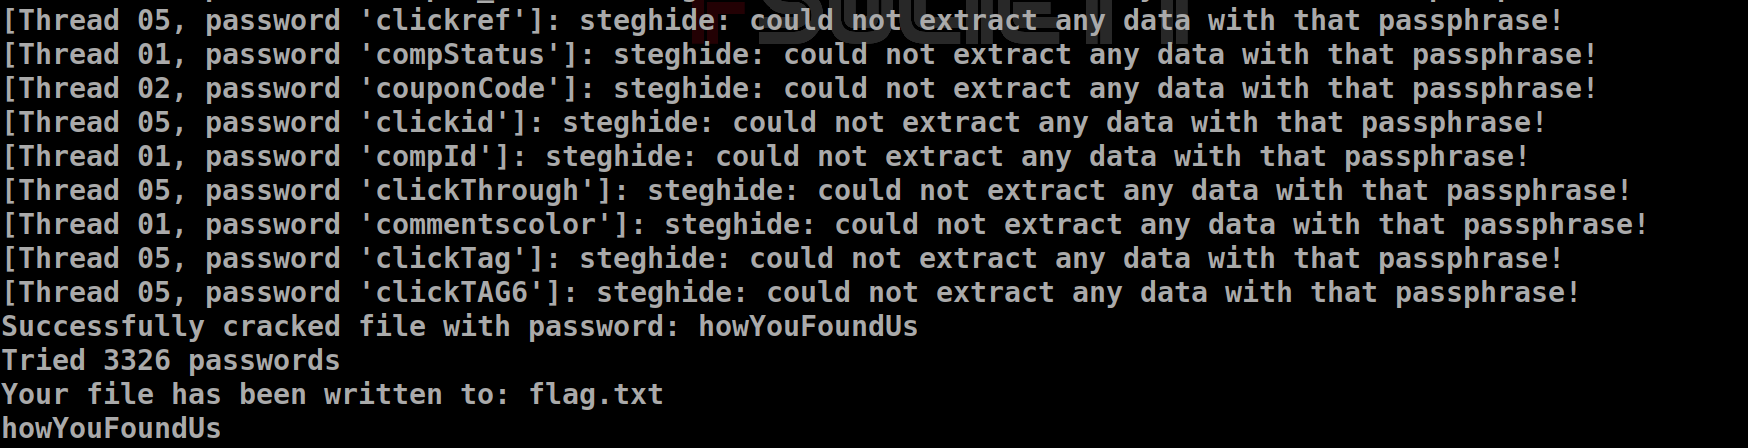 [Thread 05, password 'clickref']: steghide: could not extract any data with that passphrase!
[Thread 01, password 'compStatus']: steghide: could not extract any data with that passphrase!
[Thread 02, password 'couponCode']: steghide: could not extract any data with that passphrase!
[Thread 05, password 'clickid']: steghide: could not extract any data with that passphrase!
[Thread 01, password 'compId']: steghide: could not extract any data with that passphrase!
[Thread 05, password 'clickThrough']: steghide: could not extract any data with that passphrase!
[Thread 01, password 'commentscolor']: steghide: could not extract any data with that passphrase!
[Thread 05, password 'clickTag']: steghide: could not extract any data with that passphrase!
[Thread 05, password 'clickTAG6']: steghide: could not extract any data with that passphrase!
Successfully cracked file with password: howYouFoundUs
Tried 3326 passwords
Your file has been written to: flag.txt
howYouFoundUs